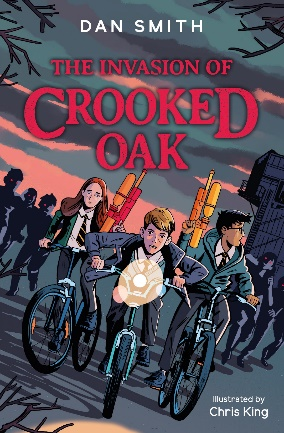 DAN SMITH
THE INVASION OF
CROOKED
OAK
Illustrated by
Chris King